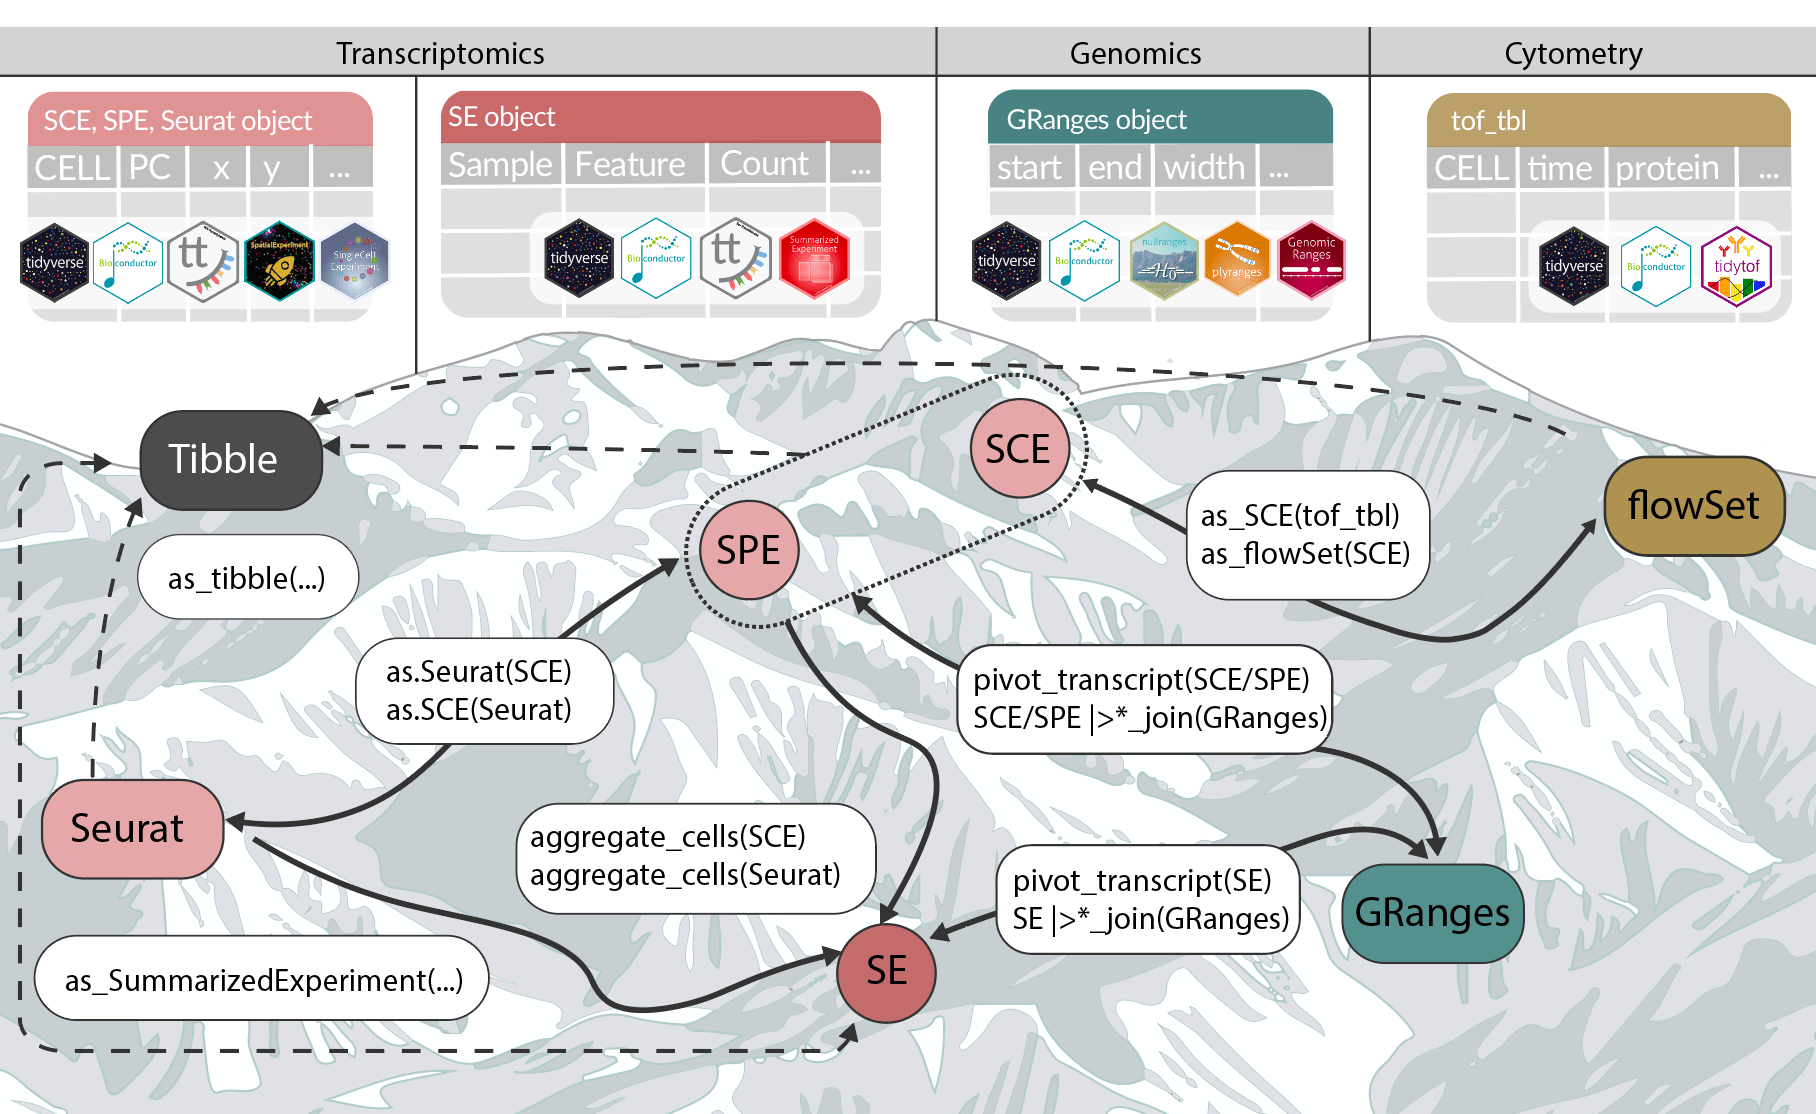 Transcriptomics
Genomics
Cytometry
SCE, SPE, Seurat object
CELL PC x y ...
tidyverse
Bioconductor
tt
SpatialExperiment
SingleCell
Experiment
SE object
Sample Feature Count ...
tidyverse
Bioconductor
tt
Summarized
Experiment
GRanges object
start end width ...
tidyverse
Bioconductor
nullranges
H₀
plyranges
Genomic
Ranges
tof_tbl
CELL time protein ...
tidyverse
Bioconductor
tidytof
Tibble
SCE
SPE
flowSet
as_SCE(tof_tbl)
as_flowSet(SCE)
as_tibble(...)
as.Seurat(SCE)
as.SCE(Seurat)
pivot_transcript(SCE/SPE)
SCE/SPE |>*_join(GRanges)
Seurat
aggregate_cells(SCE)
aggregate_cells(Seurat)
pivot_transcript(SE)
SE |>*_join(GRanges)
GRanges
as_SummarizedExperiment(...)
SE